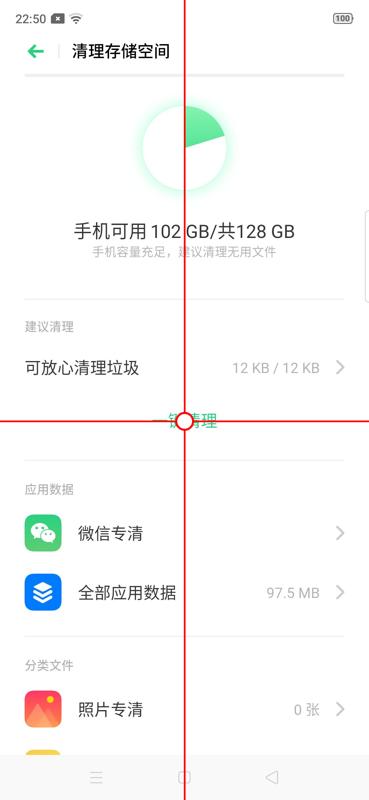 22:50
100
清理存储空间
手机可用 102 GB/共128 GB
手机容量充足，建议清理无用文件
建议清理
可放心清理垃圾 12 KB / 12 KB
一键清理
应用数据
微信专清
全部应用数据 97.5 MB
分类文件
照片专清 0 张